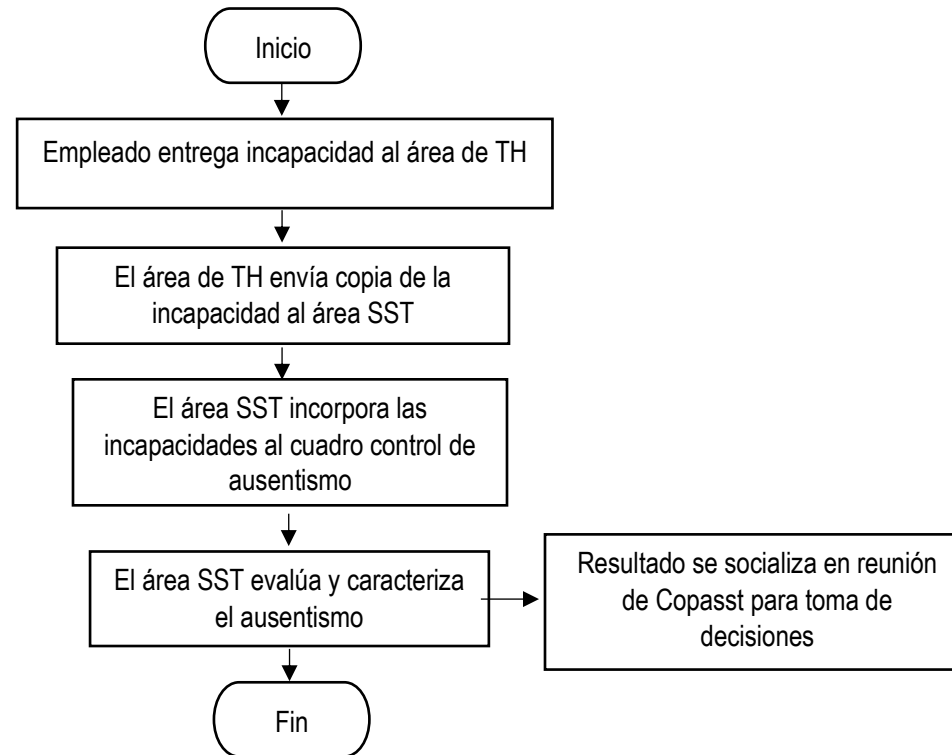 Inicio
Empleado entrega incapacidad al área de TH
El área de TH envía copia de la
incapacidad al área SST
El área SST incorpora las
incapacidades al cuadro control de
ausentismo
El área SST evalúa y caracteriza
el ausentismo
Resultado se socializa en reunión
de Copasst para toma de
decisiones
Fin